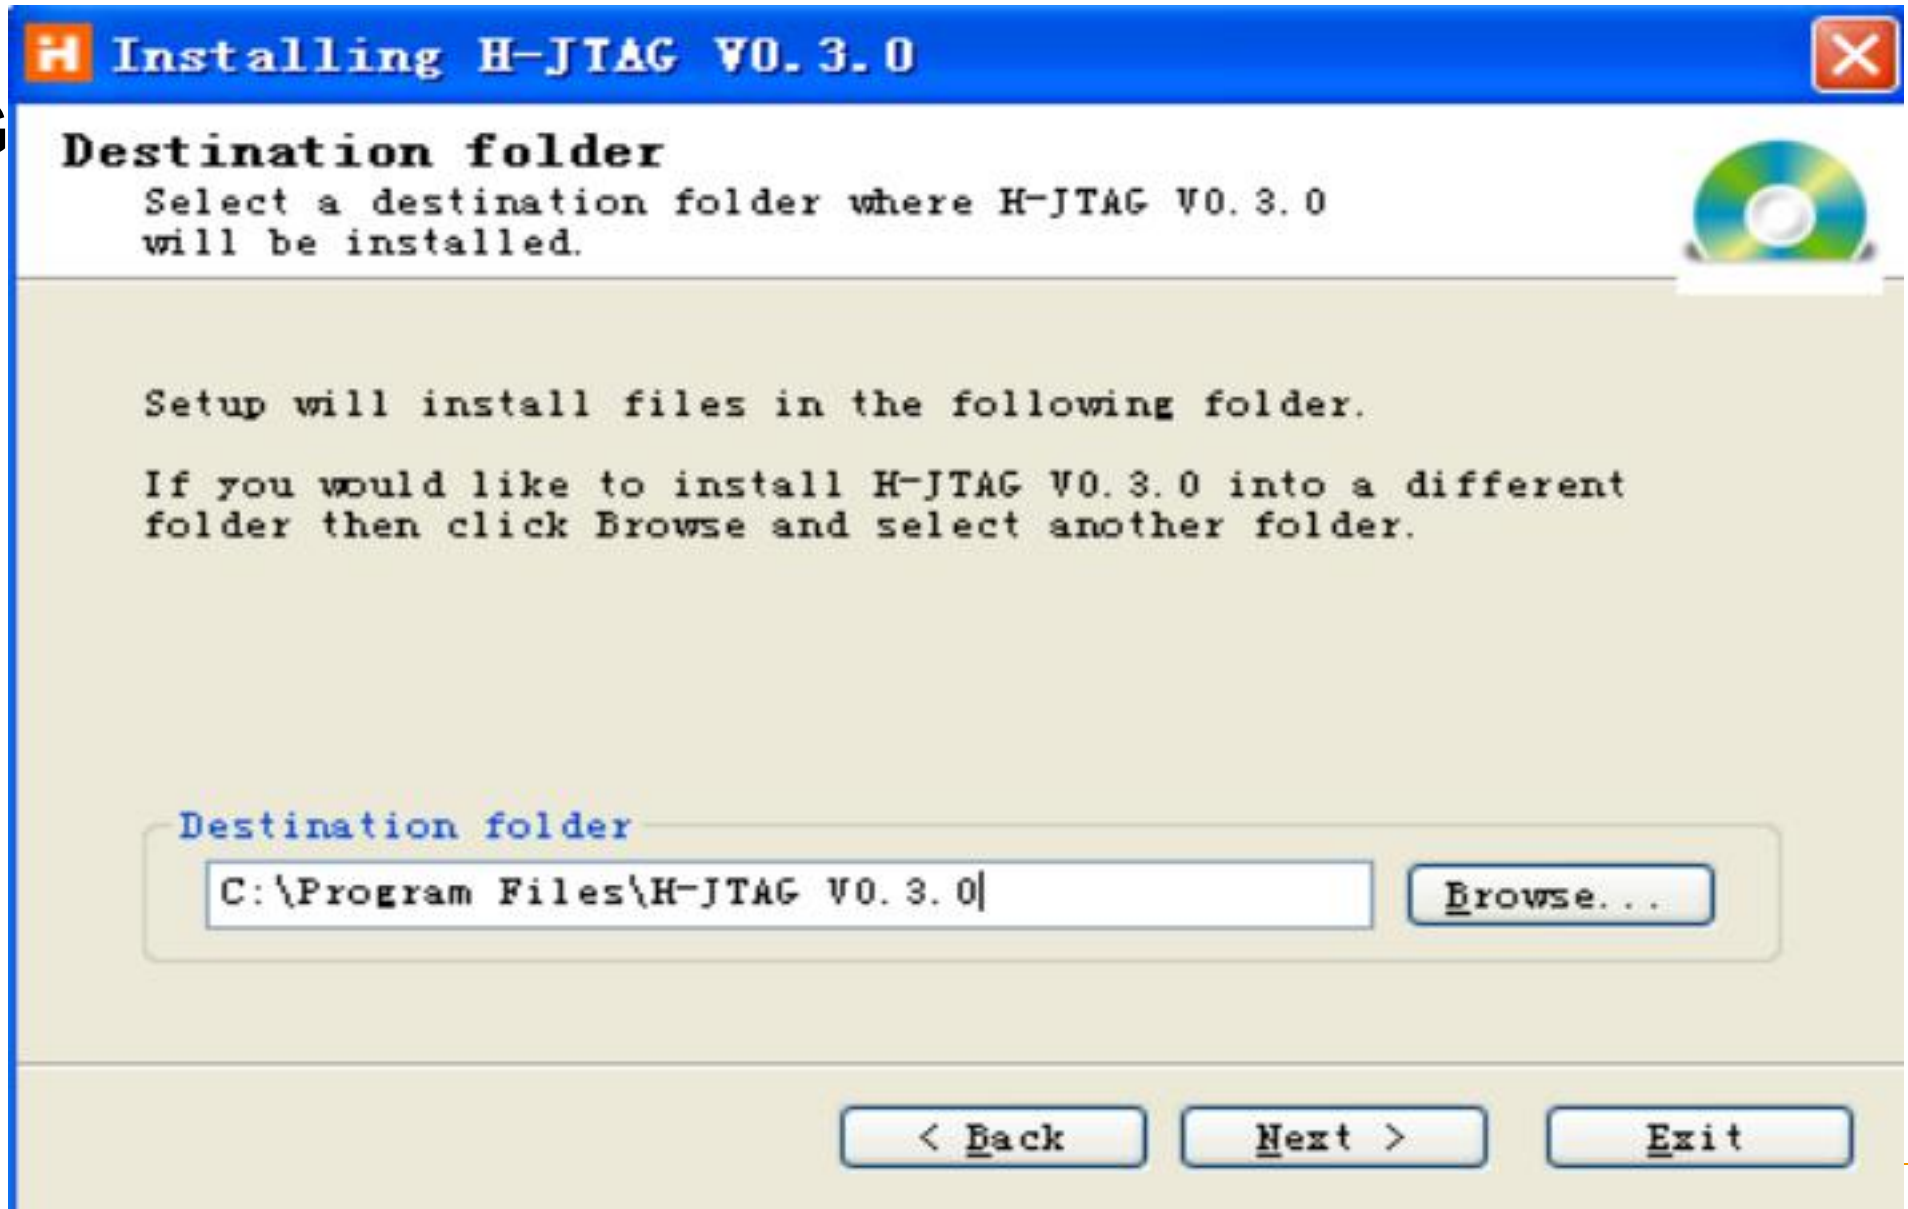 Installing H-JTAG V0.3.0
Destination folder
Select a destination folder where H-JTAG V0.3.0
will be installed.
Setup will install files in the following folder.
If you would like to install H-JTAG V0.3.0 into a different
folder then click Browse and select another folder.
Destination folder
C:\Program Files\H-JTAG V0.3.0
Browse...
< Back
Next >
Exit